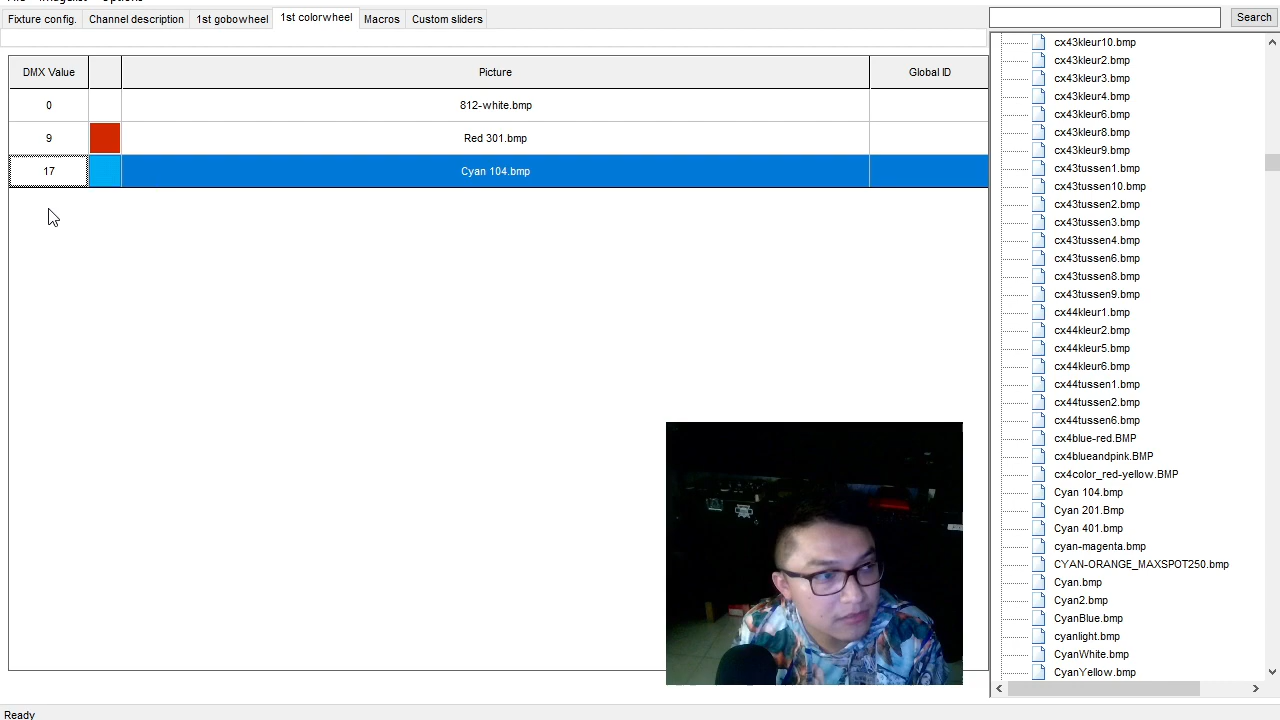 Fixture config. Channel description 1st gobowheel 1st colorwheel Macros Custom sliders
Search
DMX Value Picture Global ID
0 812-white.bmp
9 Red 301.bmp
17 Cyan 104.bmp
cx43kleur10.bmp
cx43kleur2.bmp
cx43kleur3.bmp
cx43kleur4.bmp
cx43kleur6.bmp
cx43kleur8.bmp
cx43kleur9.bmp
cx43tussen1.bmp
cx43tussen10.bmp
cx43tussen2.bmp
cx43tussen3.bmp
cx43tussen4.bmp
cx43tussen6.bmp
cx43tussen8.bmp
cx43tussen9.bmp
cx44kleur1.bmp
cx44kleur2.bmp
cx44kleur5.bmp
cx44kleur6.bmp
cx44tussen1.bmp
cx44tussen2.bmp
cx44tussen6.bmp
cx4blue-red.BMP
cx4blueandpink.BMP
cx4color_red-yellow.BMP
Cyan 104.bmp
Cyan 201.Bmp
Cyan 401.bmp
cyan-magenta.bmp
CYAN-ORANGE_MAXSPOT250.bmp
Cyan.bmp
Cyan2.bmp
CyanBlue.bmp
cyanlight.bmp
CyanWhite.bmp
CyanYellow.bmp
Ready